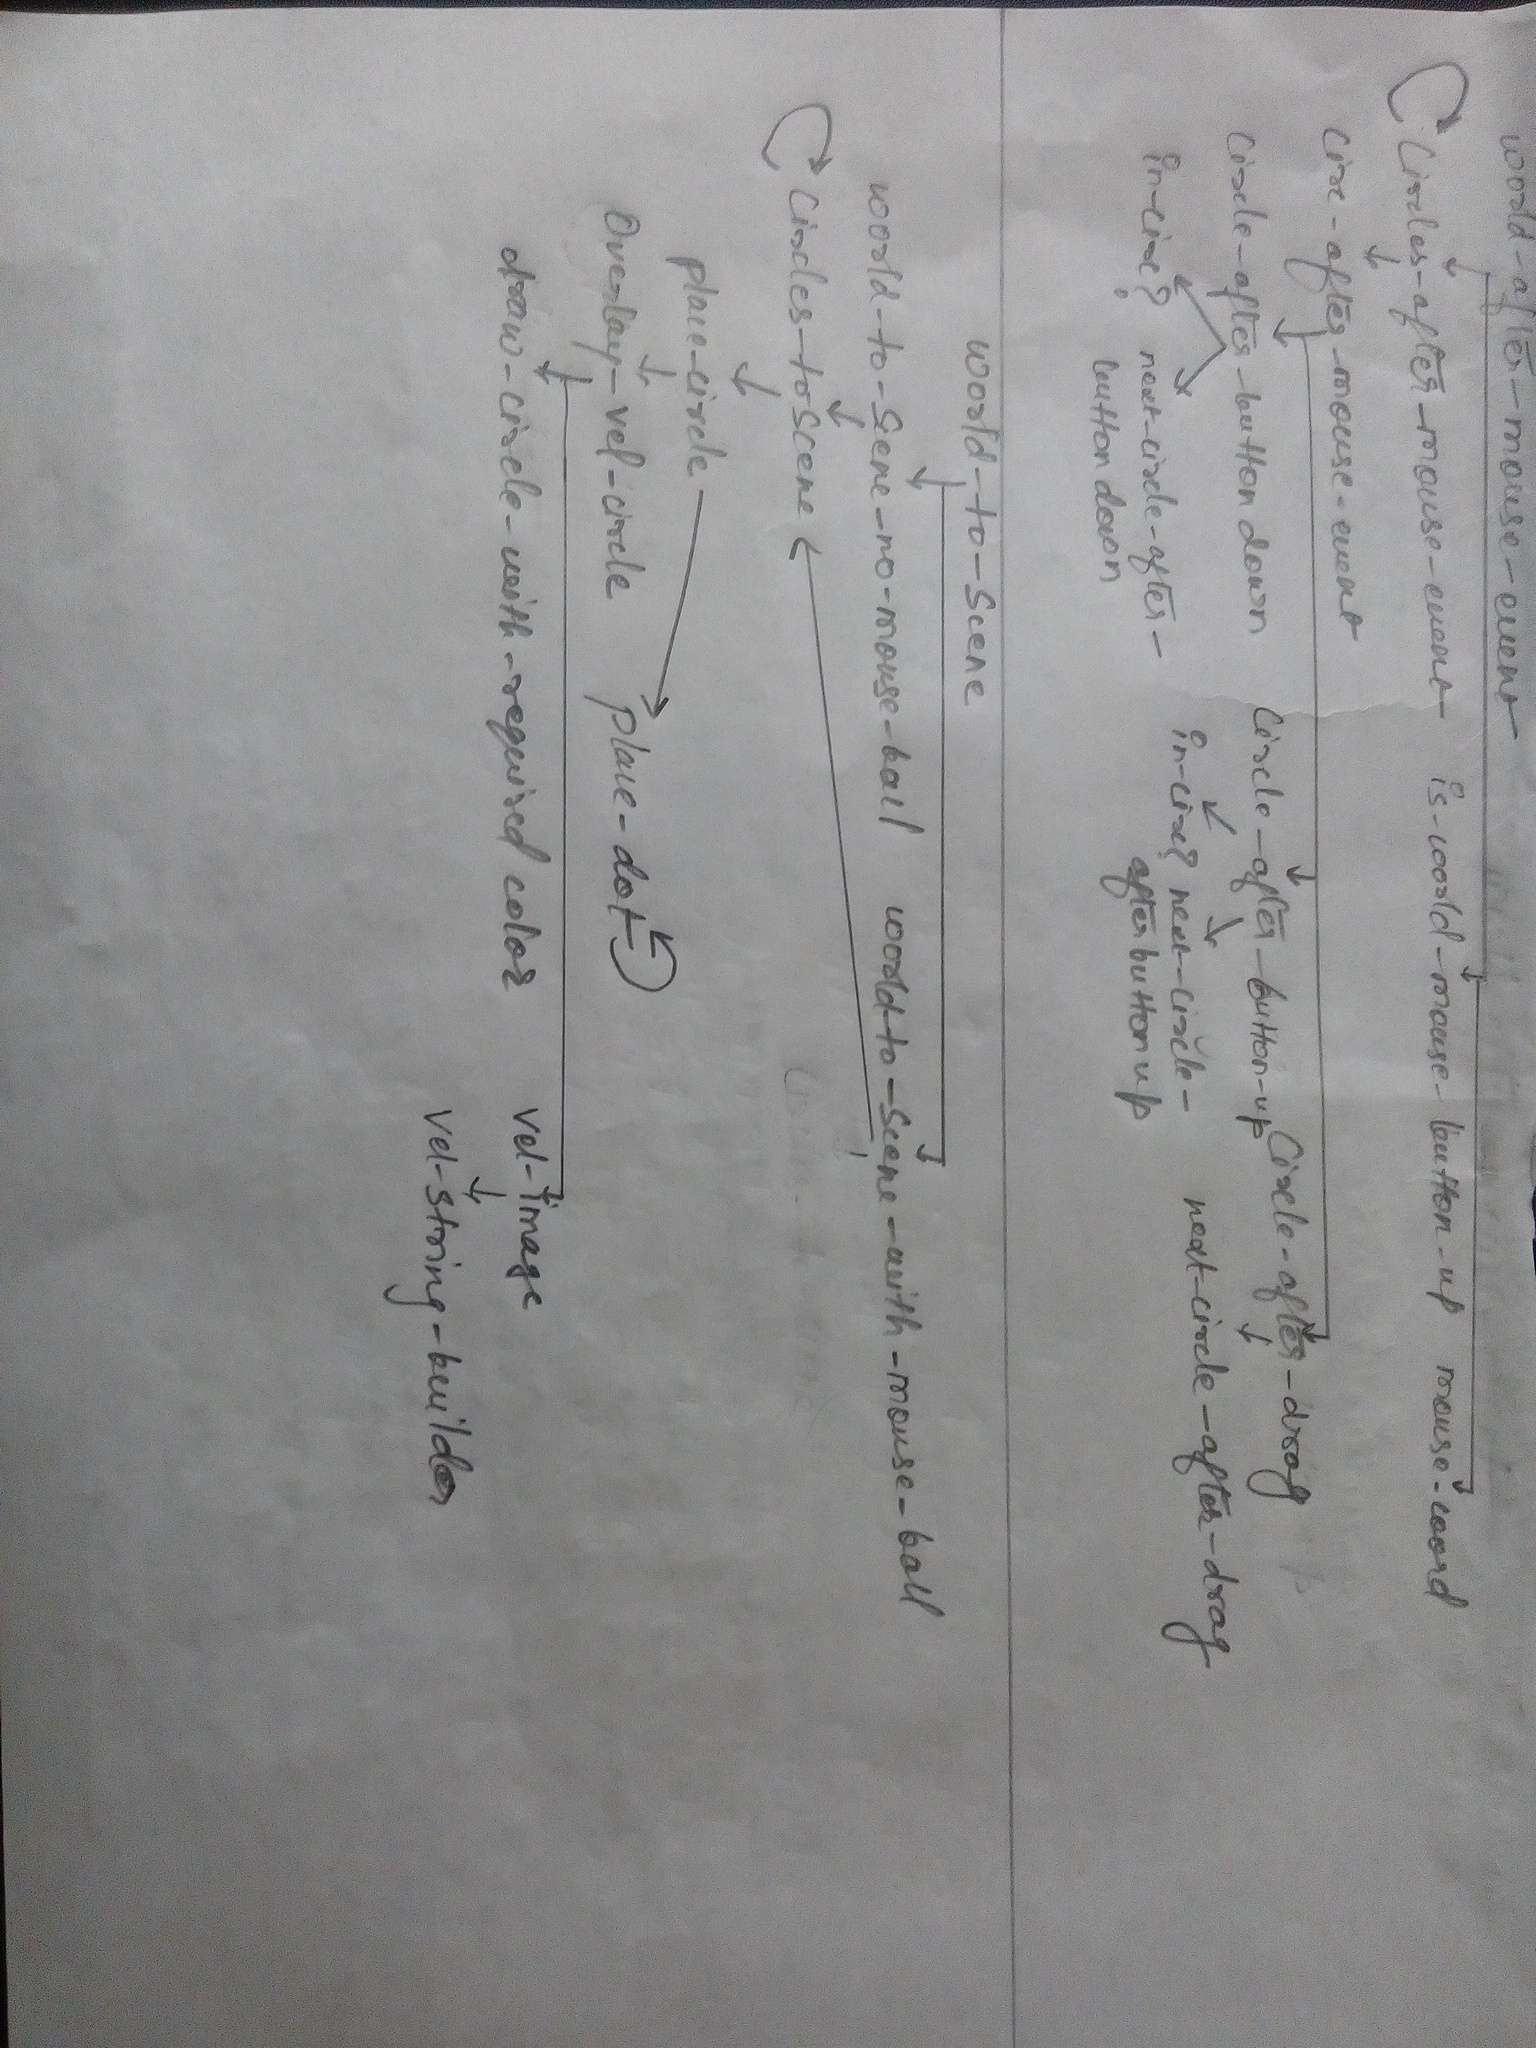 world-after-mouse-event
Circles-after-mouse-event is-world-mouse-button-up mouse-coord
circ-after-mouse-event
circle-after-button down Circle-after-button-up Circle-after-drag
in-circ? next-circle-after- in-circ? next-circle- next-circle-after-drag
button down after button up
world-to-scene
world-to-scene-no-mouse-ball world-to-scene-with-mouse-ball
Circles-to scene
place-circle
Overlay-vel-circle place-dot
draw-circle-with-required color vel-image
vel-string-builder